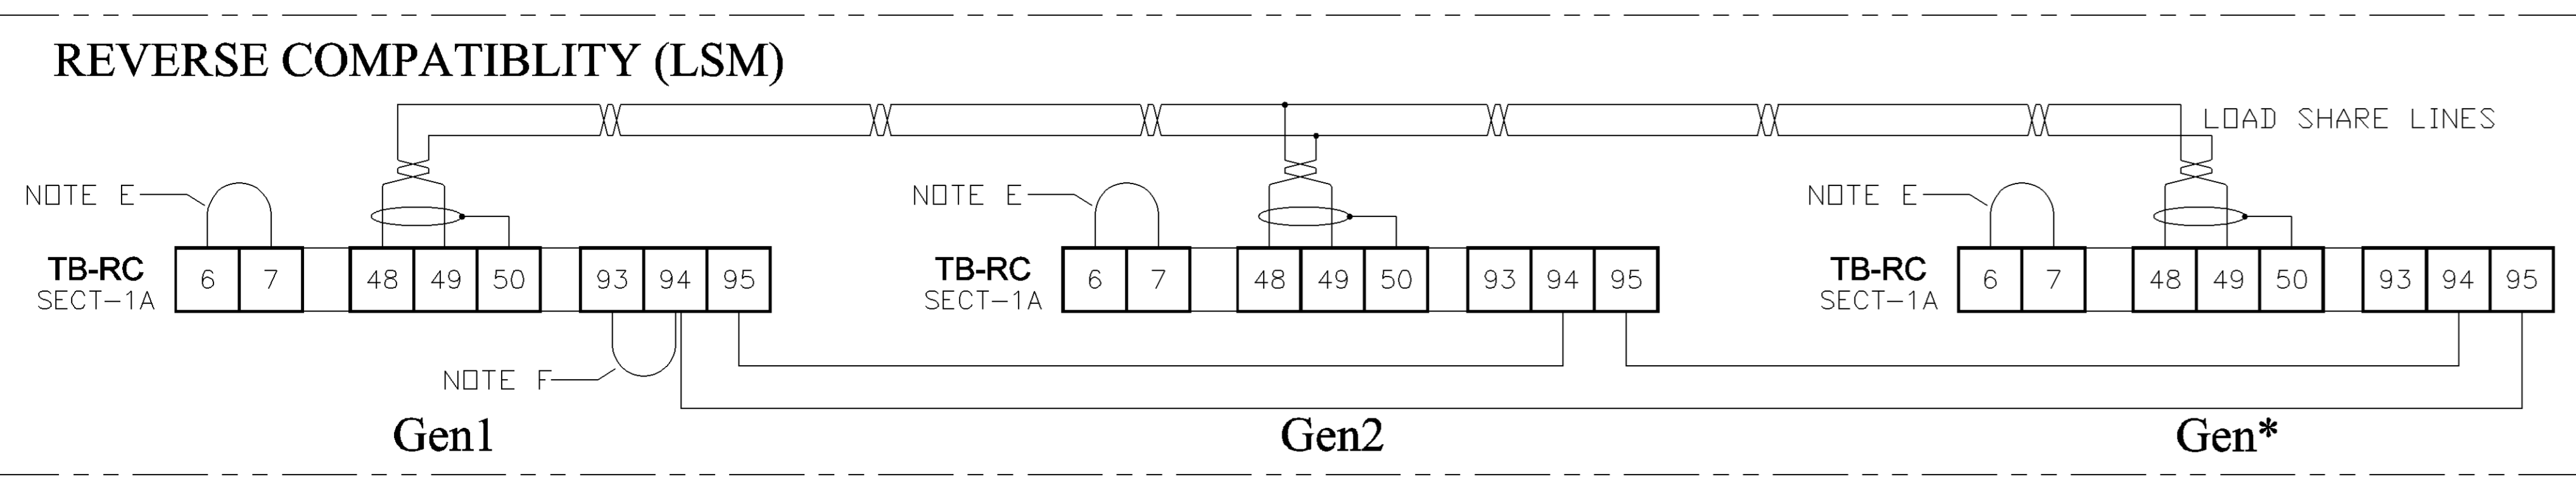 REVERSE COMPATIBLITY (LSM)
LOAD SHARE LINES
NOTE E NOTE E NOTE E
TB-RC 6 7 48 49 50 93 94 95 TB-RC 6 7 48 49 50 93 94 95 TB-RC 6 7 48 49 50 93 94 95
SECT-1A SECT-1A SECT-1A
NOTE F
Gen1 Gen2 Gen*